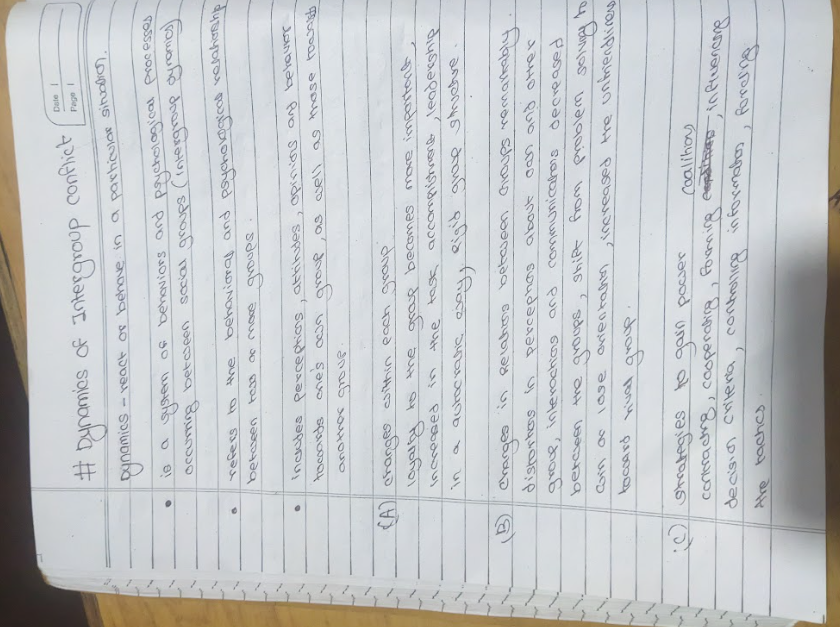 Date 1
Page 1
# Dynamics of Intergroup conflict
Dynamics - react or behave in a particular situation.
• is a system of behaviors and psychological processes
occurring between social groups (intergroup dynamics)
• refers to the behavioral and psychological relationship
between two or more groups.
• includes perceptions, attitudes, opinions and behavior
towards one's own group, as well as those towards
another group.
(A) changes within each group
loyalty to the group becomes more important,
increased in the task accomplishment, leadership
in a autocratic way, rigid group structure.
(B) changes in Relations between Groups remarkably.
distortions in perceptions about own and other
group, interactions and communications decreased
between the groups, shift from problem solving to
win or lose orientation, increased the unfriendliness
toward rival group.
(C) strategies to gain power
contracting, cooperating, forming coalitions, influencing
decision criteria, controlling information, forcing
the tactics.